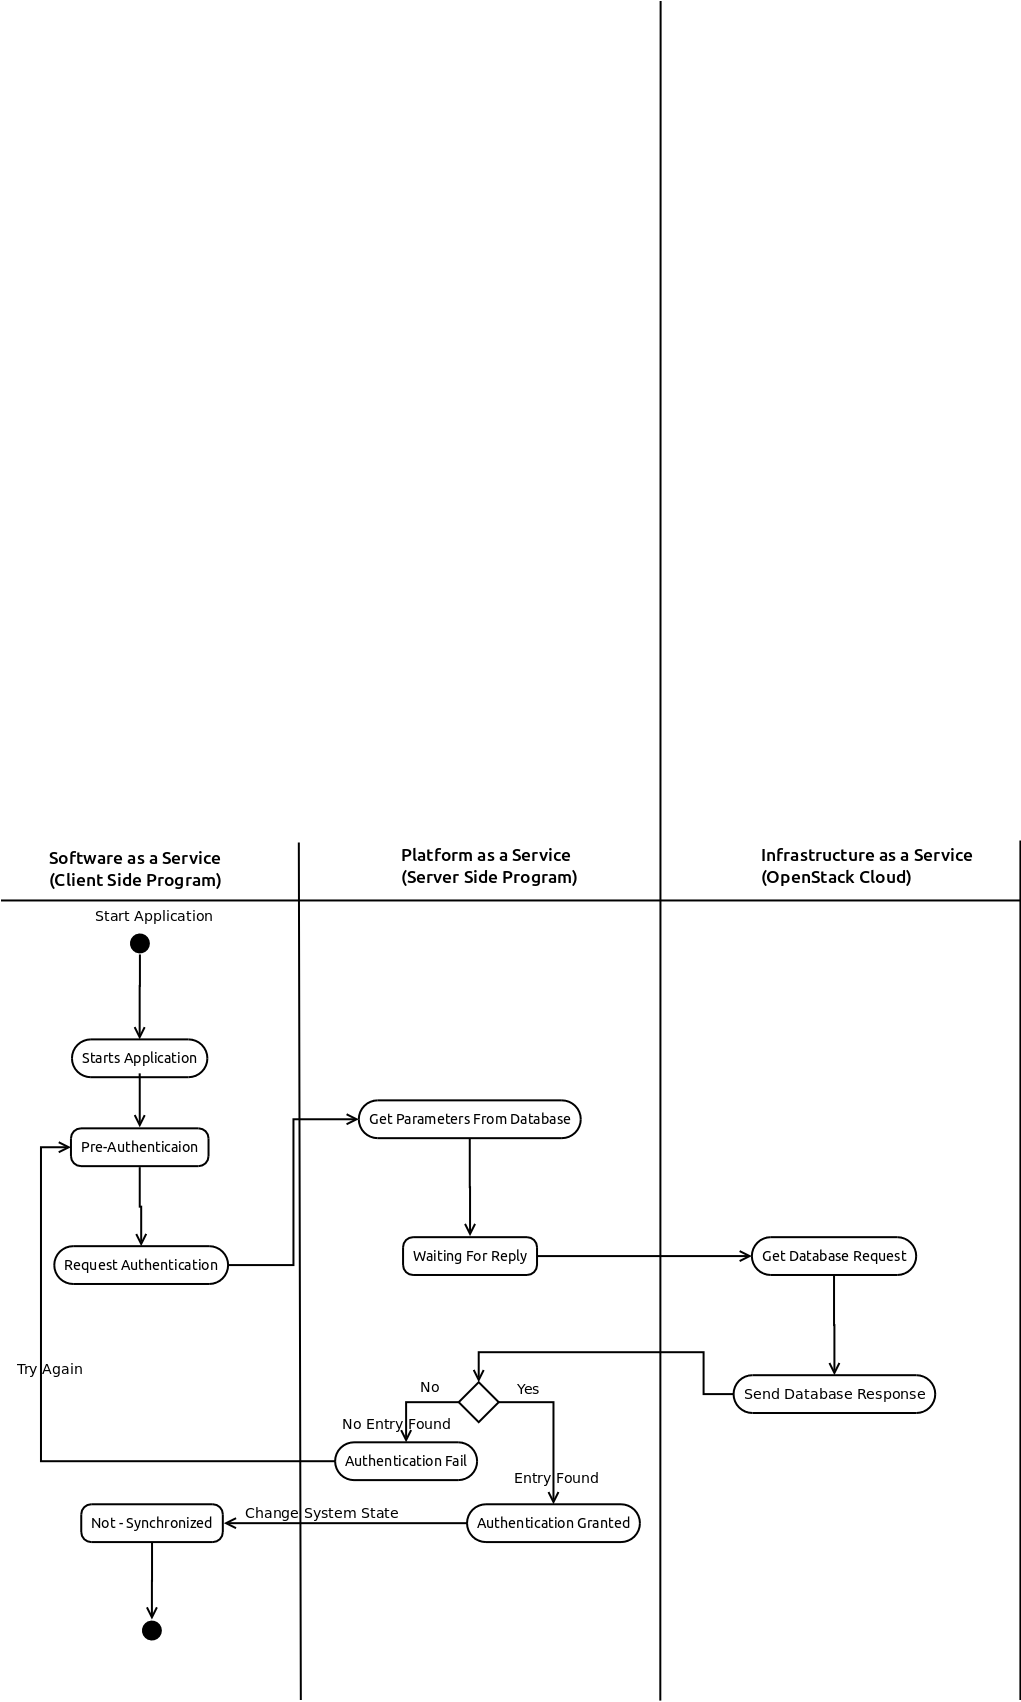 Software as a Service
(Client Side Program)
Platform as a Service
(Server Side Program)
Infrastructure as a Service
(OpenStack Cloud)
Start Application
Starts Application
Get Parameters From Database
Pre-Authenticaion
Waiting For Reply
Get Database Request
Request Authentication
Try Again
No
Yes
Send Database Response
No Entry Found
Authentication Fail
Entry Found
Change System State
Not - Synchronized
Authentication Granted